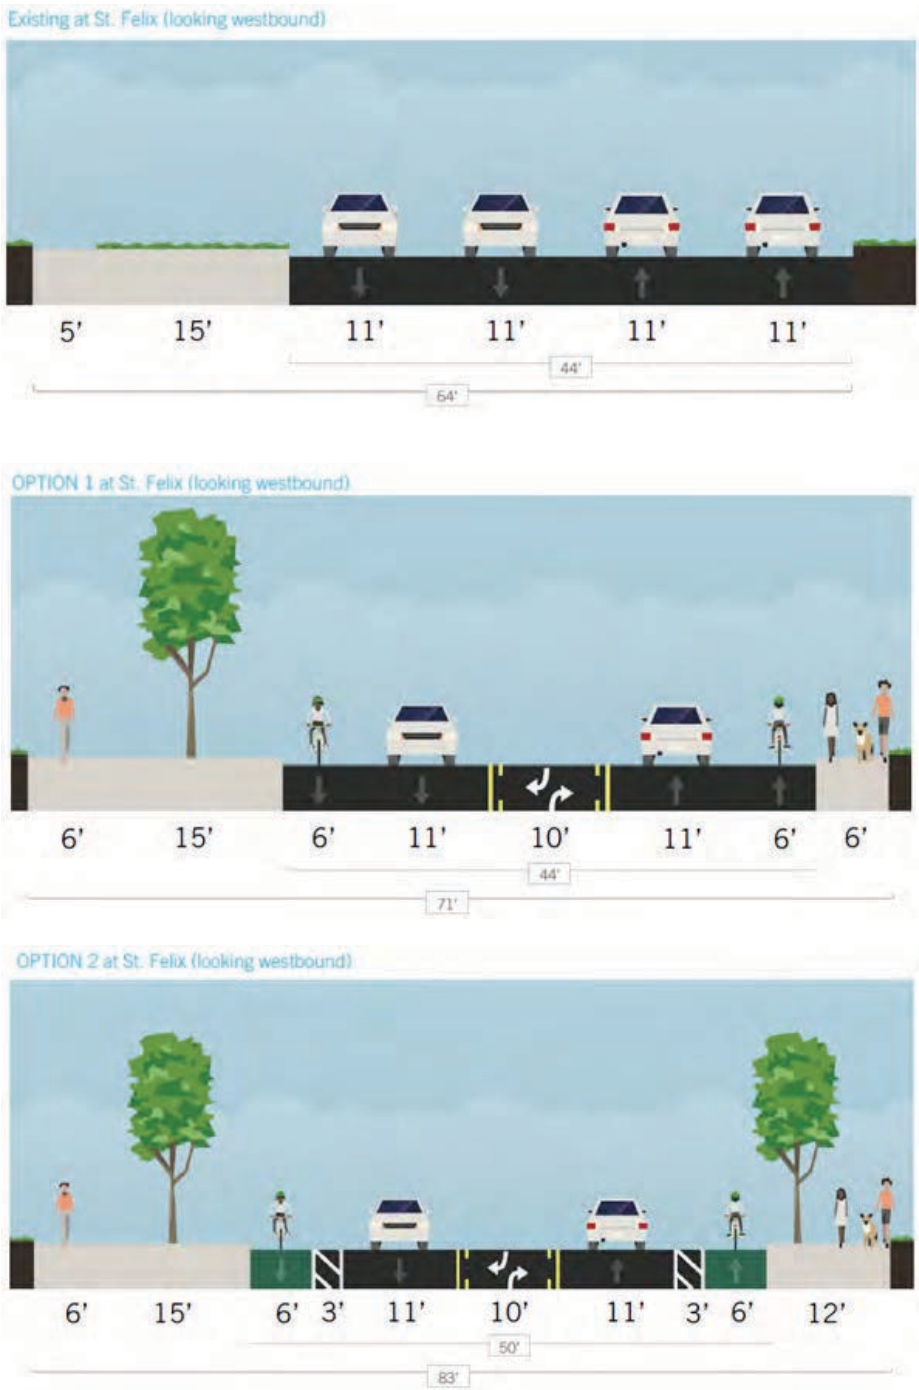 Existing at St. Felix (looking westbound)
5' 15' 11' 11' 11' 11'
44'
64'
OPTION 1 at St. Felix (looking westbound)
6' 15' 6' 11' 10' 11' 6' 6'
44'
71'
OPTION 2 at St. Felix (looking westbound)
6' 15' 6' 3' 11' 10' 11' 3' 6' 12'
50'
83'